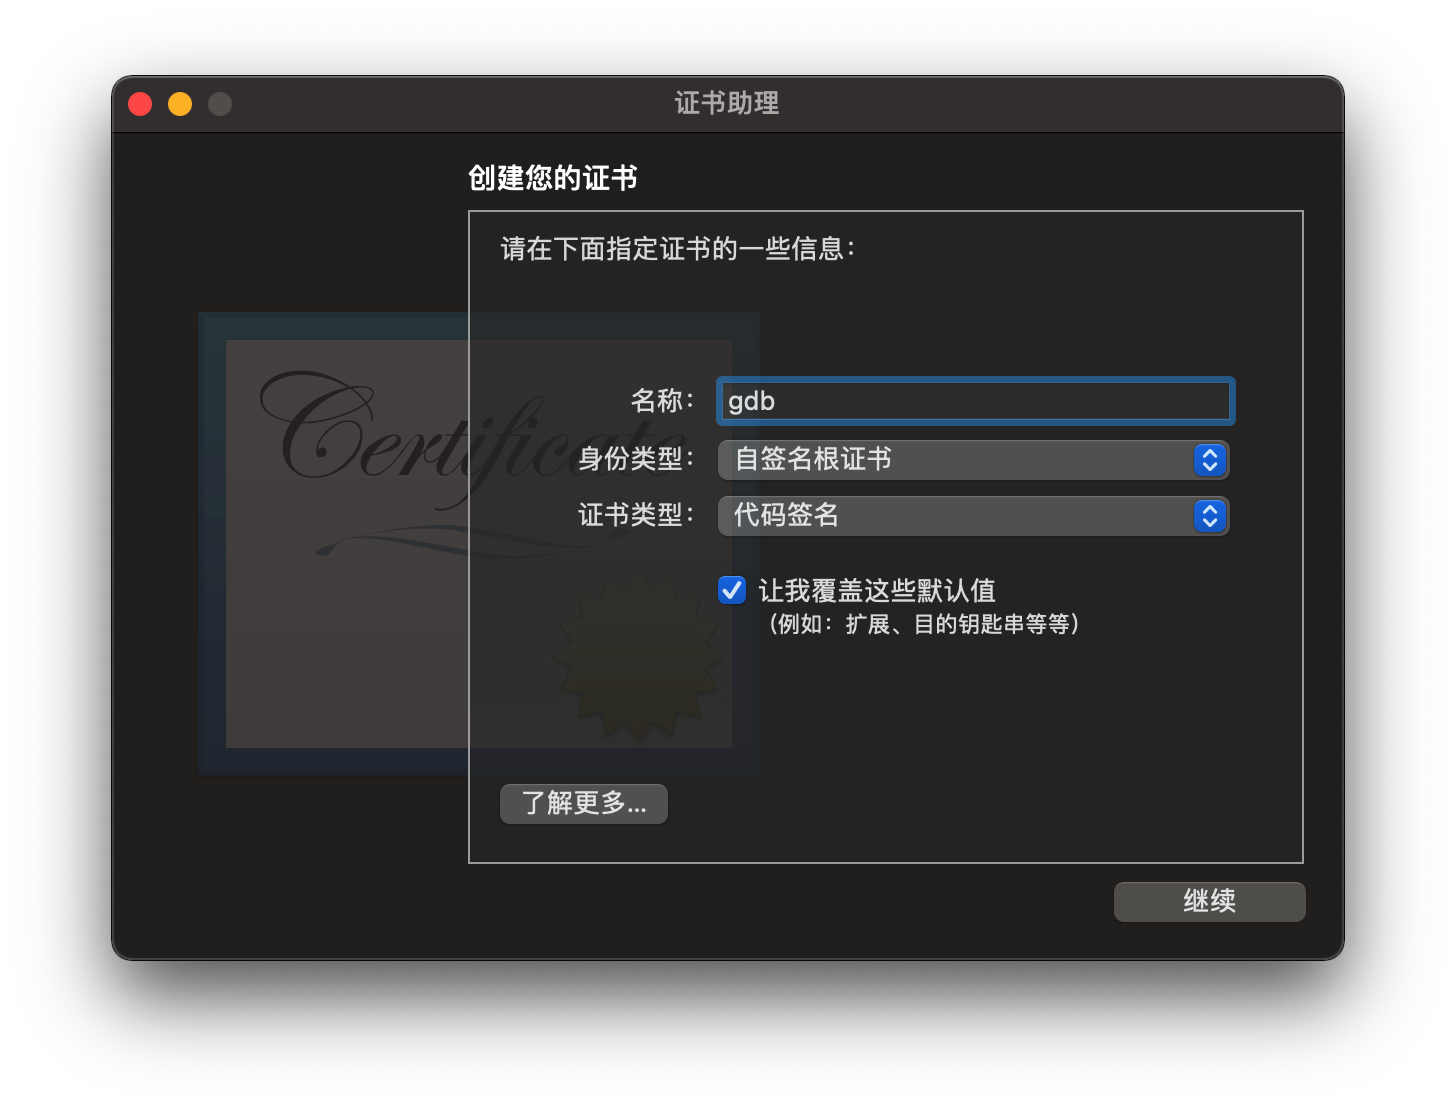 证书助理
创建您的证书
请在下面指定证书的一些信息：
Certificate
名称： gdb
身份类型： 自签名根证书
证书类型： 代码签名
让我覆盖这些默认值
（例如：扩展、目的钥匙串等等）
了解更多...
继续